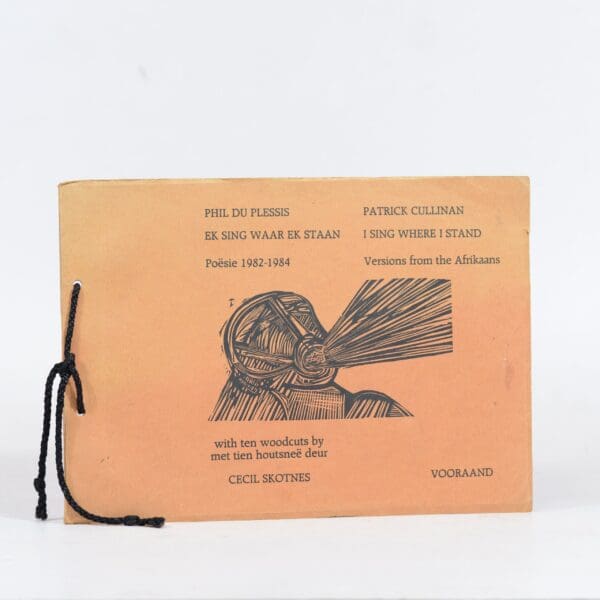 PHIL DU PLESSIS PATRICK CULLINAN
EK SING WAAR EK STAAN I SING WHERE I STAND
Poësie 1982-1984 Versions from the Afrikaans
with ten woodcuts by
met tien houtsneë deur
CECIL SKOTNES VOORAAND